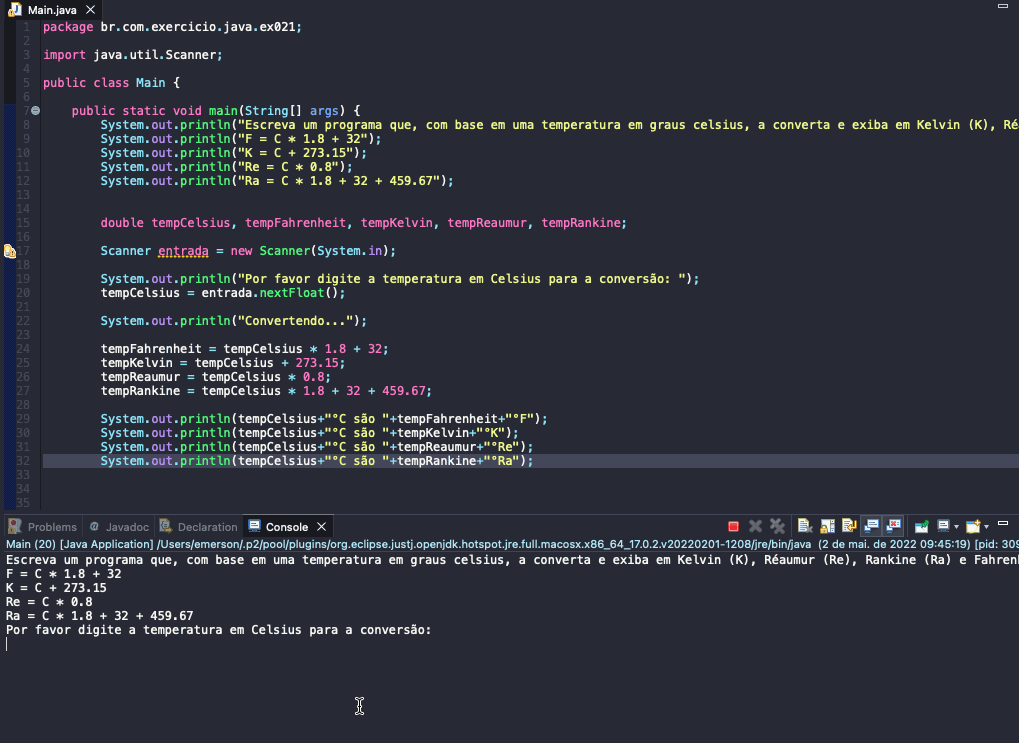 Main.java
1 package br.com.exercicio.java.ex021;
2
3 import java.util.Scanner;
4
5 public class Main {
6
7 public static void main(String[] args) {
8 System.out.println("Escreva um programa que, com base em uma temperatura em graus celsius, a converta e exiba em Kelvin (K), Ré
9 System.out.println("F = C * 1.8 + 32");
10 System.out.println("K = C + 273.15");
11 System.out.println("Re = C * 0.8");
12 System.out.println("Ra = C * 1.8 + 32 + 459.67");
13
14
15 double tempCelsius, tempFahrenheit, tempKelvin, tempReaumur, tempRankine;
16
17 Scanner entrada = new Scanner(System.in);
18
19 System.out.println("Por favor digite a temperatura em Celsius para a conversão: ");
20 tempCelsius = entrada.nextFloat();
21
22 System.out.println("Convertendo...");
23
24 tempFahrenheit = tempCelsius * 1.8 + 32;
25 tempKelvin = tempCelsius + 273.15;
26 tempReaumur = tempCelsius * 0.8;
27 tempRankine = tempCelsius * 1.8 + 32 + 459.67;
28
29 System.out.println(tempCelsius+"°C são "+tempFahrenheit+"°F");
30 System.out.println(tempCelsius+"°C são "+tempKelvin+"°K");
31 System.out.println(tempCelsius+"°C são "+tempReaumur+"°Re");
32 System.out.println(tempCelsius+"°C são "+tempRankine+"°Ra");
33
34
35
Problems @ Javadoc Declaration Console
Main (20) [Java Application] /Users/emerson/.p2/pool/plugins/org.eclipse.justj.openjdk.hotspot.jre.full.macosx.x86_64_17.0.2.v20220201-1208/jre/bin/java (2 de mai. de 2022 09:45:19) [pid: 309
Escreva um programa que, com base em uma temperatura em graus celsius, a converta e exiba em Kelvin (K), Réaumur (Re), Rankine (Ra) e Fahren
F = C * 1.8 + 32
K = C + 273.15
Re = C * 0.8
Ra = C * 1.8 + 32 + 459.67
Por favor digite a temperatura em Celsius para a conversão: